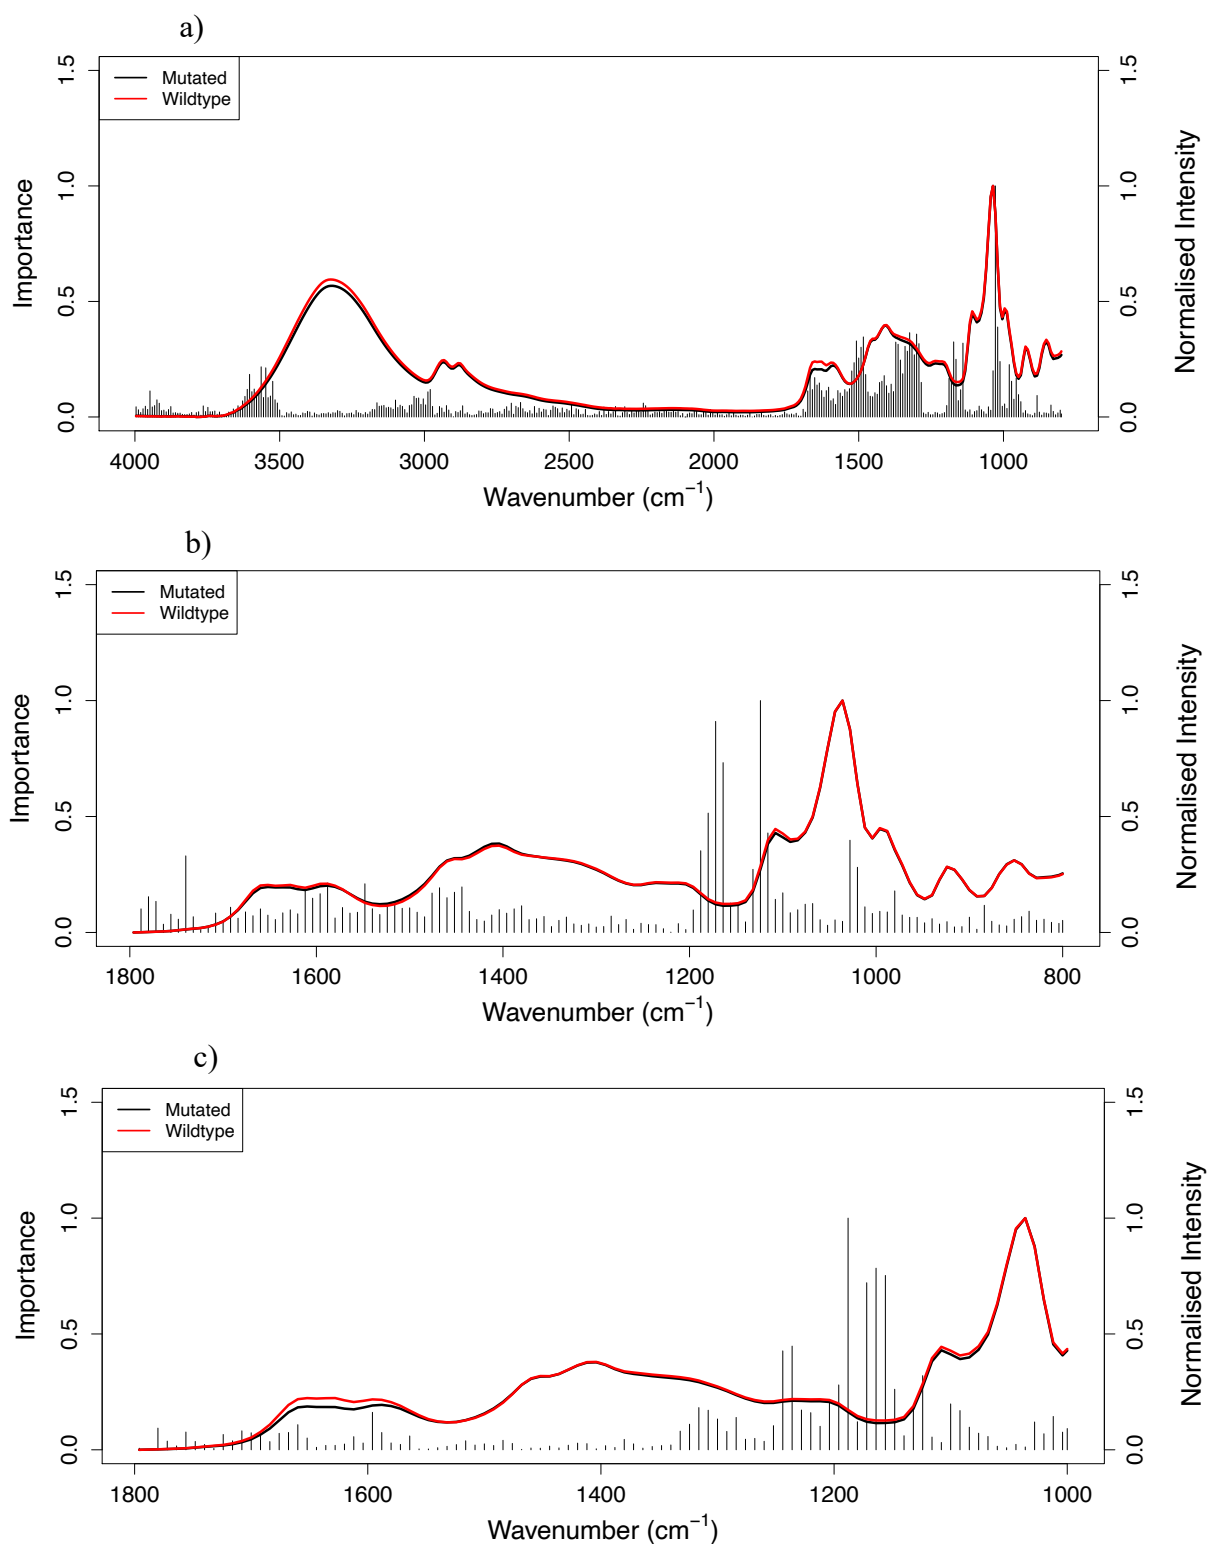 a)
Mutated
Wildtype
Importance
Normalised Intensity
1.5
1.0
0.5
0.0
1.5
1.0
0.5
0.0
4000 3500 3000 2500 2000 1500 1000
Wavenumber (cm−1)
b)
Mutated
Wildtype
Importance
Normalised Intensity
1.5
1.0
0.5
0.0
1.5
1.0
0.5
0.0
1800 1600 1400 1200 1000 800
Wavenumber (cm−1)
c)
Mutated
Wildtype
Importance
Normalised Intensity
1.5
1.0
0.5
0.0
1.5
1.0
0.5
0.0
1800 1600 1400 1200 1000
Wavenumber (cm−1)